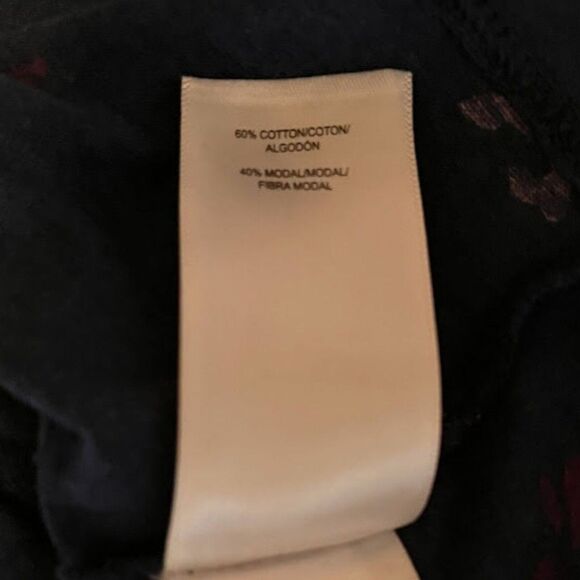 60% COTTON/COTON/
ALGODÓN
40% MODAL/MODAL/
FIBRA MODAL